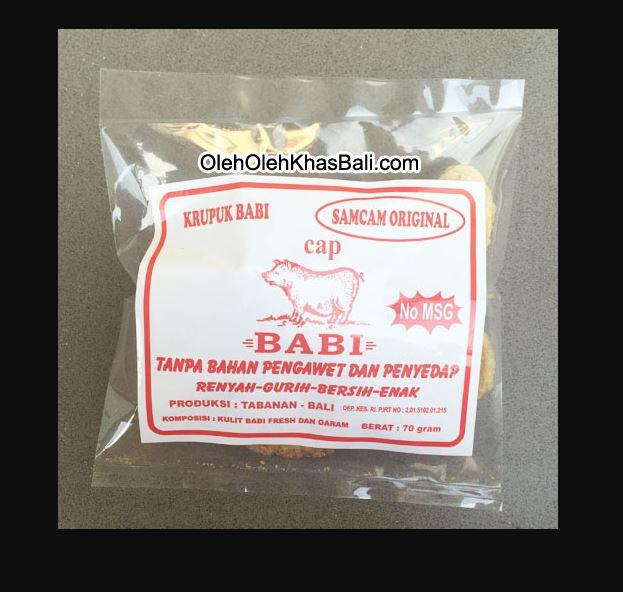 OlehOlehKhasBali.com
KRUPUK BABI
SAMCAM ORIGINAL
cap
No MSG
BABI
TANPA BAHAN PENGAWET DAN PENYEDAP
RENYAH-GURIH-BERSIH-ENAK
PRODUKSI : TABANAN - BALI DEP. KES. RI. P.IRT NO : 2.01.5102.01.215
KOMPOSISI : KULIT BABI FRESH DAN GARAM BERAT : 70 gram